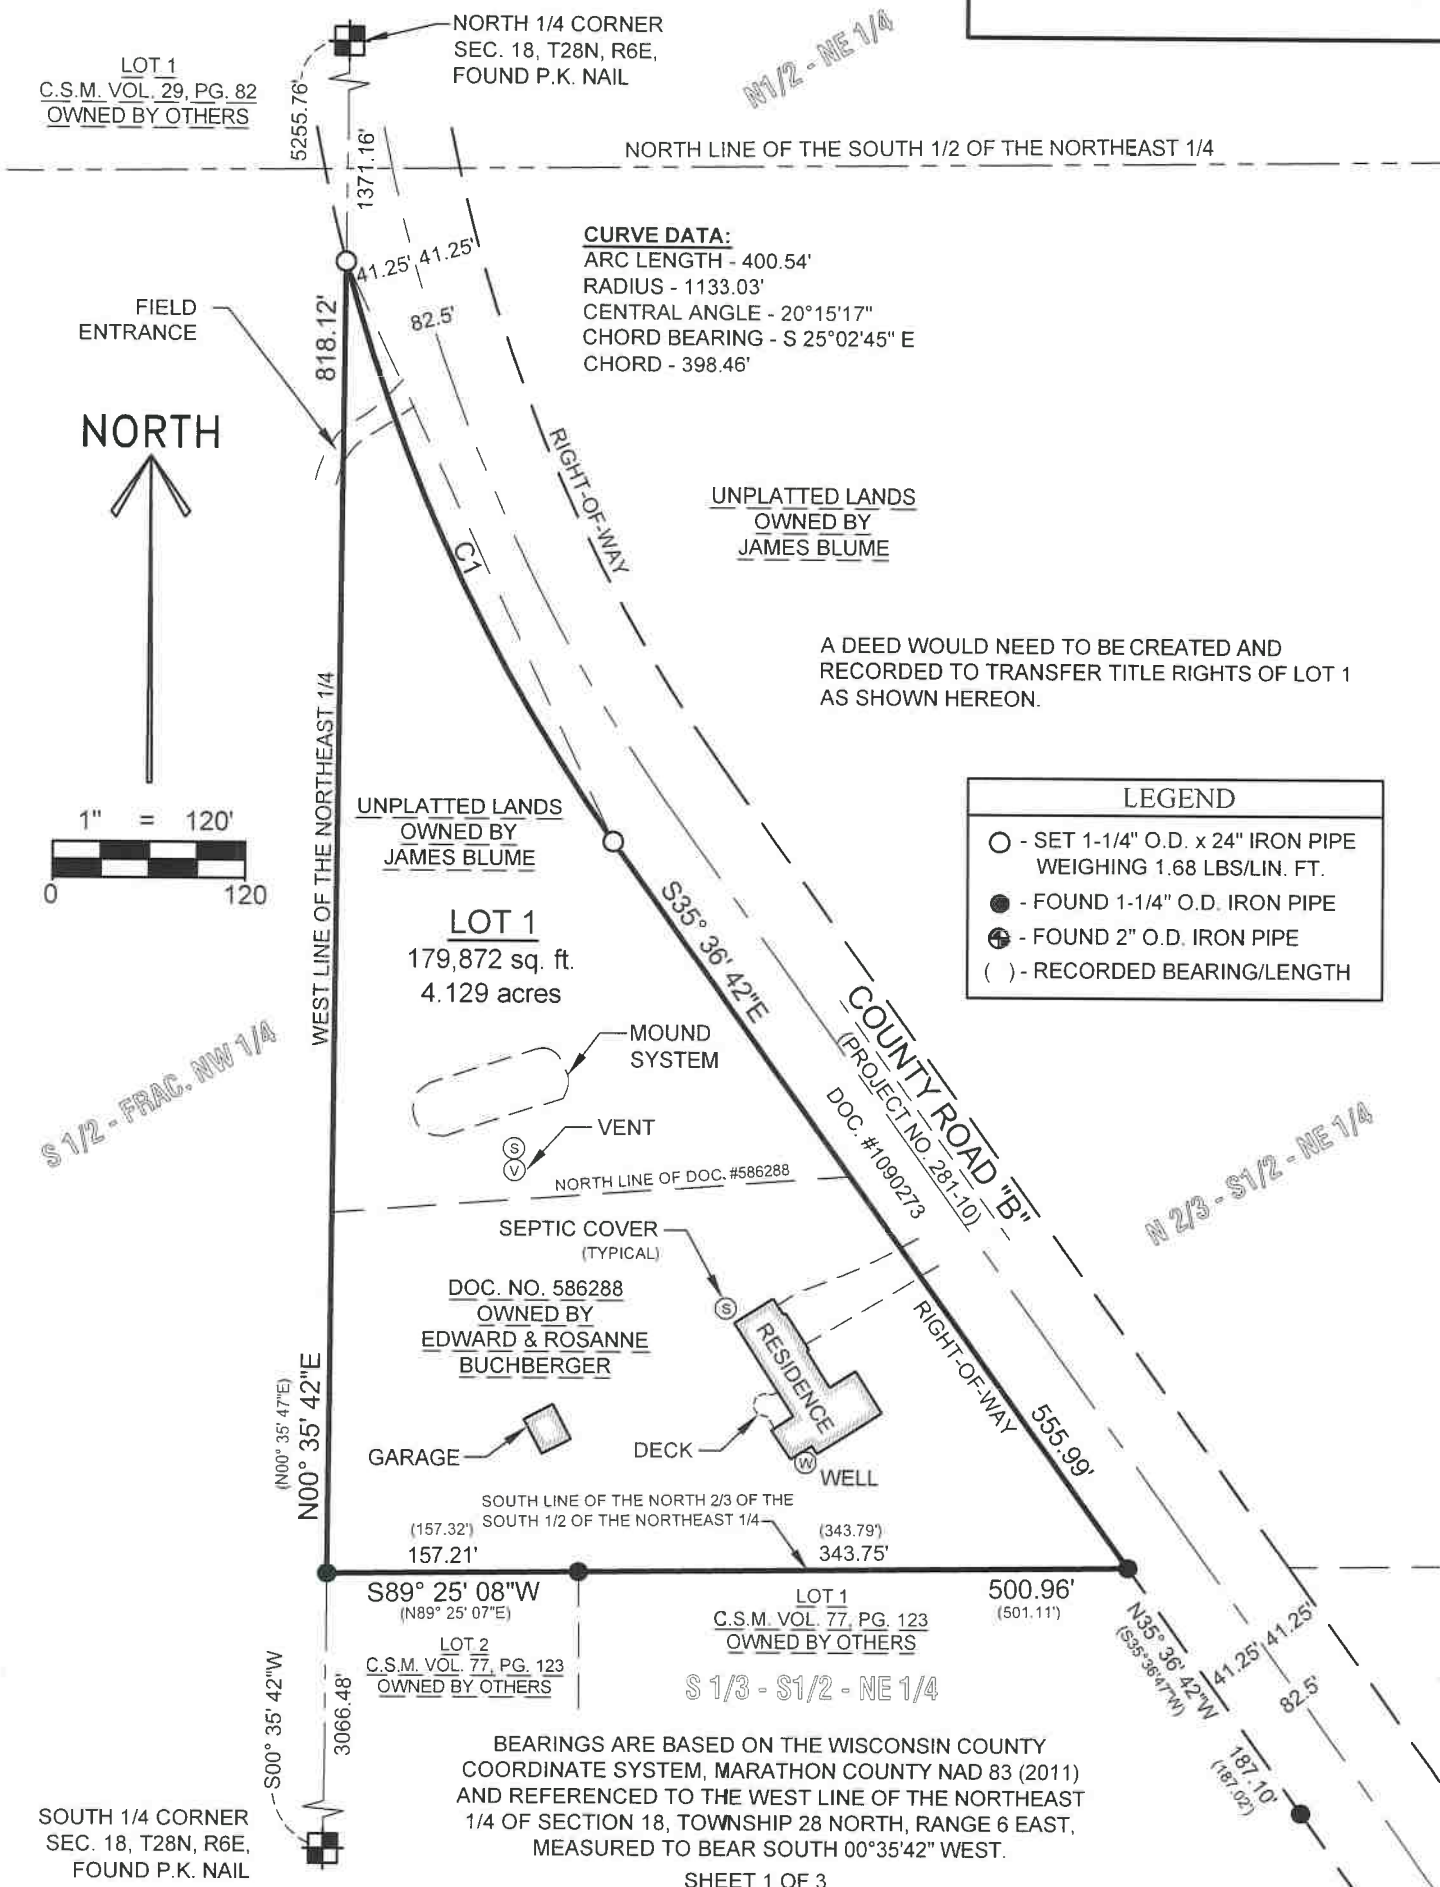 NORTH 1/4 CORNER
SEC. 18, T28N, R6E,
FOUND P.K. NAIL
N1/2 - NE 1/4
LOT 1
C.S.M. VOL. 29, PG. 82
OWNED BY OTHERS
5255.76'
1371.16'
NORTH LINE OF THE SOUTH 1/2 OF THE NORTHEAST 1/4
41.25'
41.25'
82.5'
CURVE DATA:
ARC LENGTH - 400.54'
RADIUS - 1133.03'
CENTRAL ANGLE - 20°15'17"
CHORD BEARING - S 25°02'45" E
CHORD - 398.46'
FIELD
ENTRANCE
818.12'
NORTH
RIGHT-OF-WAY
C1
UNPLATTED LANDS
OWNED BY
JAMES BLUME
A DEED WOULD NEED TO BE CREATED AND
RECORDED TO TRANSFER TITLE RIGHTS OF LOT 1
AS SHOWN HEREON.
WEST LINE OF THE NORTHEAST 1/4
1" = 120'
0 120
UNPLATTED LANDS
OWNED BY
JAMES BLUME
LOT 1
179,872 sq. ft.
4.129 acres
LEGEND
- SET 1-1/4" O.D. x 24" IRON PIPE
WEIGHING 1.68 LBS/LIN. FT.
- FOUND 1-1/4" O.D. IRON PIPE
- FOUND 2" O.D. IRON PIPE
( ) - RECORDED BEARING/LENGTH
S35° 36' 42"E
COUNTY ROAD "B"
(PROJECT NO. 281-10)
DOC. #1090273
S 1/2 - FRAC. NW 1/4
MOUND
SYSTEM
VENT
S
V
NORTH LINE OF DOC. #586288
N 2/3 - S1/2 - NE 1/4
SEPTIC COVER
(TYPICAL)
S
DOC. NO. 586288
OWNED BY
EDWARD & ROSANNE
BUCHBERGER
RESIDENCE
RIGHT-OF-WAY
555.99'
(N00° 35' 47"E)
N00° 35' 42"E
GARAGE
DECK
W
WELL
SOUTH LINE OF THE NORTH 2/3 OF THE
SOUTH 1/2 OF THE NORTHEAST 1/4
(157.32')
157.21'
(343.79')
343.75'
S89° 25' 08"W
(N89° 25' 07"E)
500.96'
(501.11')
LOT 1
C.S.M. VOL. 77, PG. 123
OWNED BY OTHERS
LOT 2
C.S.M. VOL. 77, PG. 123
OWNED BY OTHERS
S 1/3 - S1/2 - NE 1/4
N35° 36' 42"W
(S35°36'47"W)
41.25'
41.25'
82.5'
187.10'
(187.02')
S00° 35' 42"W
3066.48'
BEARINGS ARE BASED ON THE WISCONSIN COUNTY
COORDINATE SYSTEM, MARATHON COUNTY NAD 83 (2011)
AND REFERENCED TO THE WEST LINE OF THE NORTHEAST
1/4 OF SECTION 18, TOWNSHIP 28 NORTH, RANGE 6 EAST,
MEASURED TO BEAR SOUTH 00°35'42" WEST.
SOUTH 1/4 CORNER
SEC. 18, T28N, R6E,
FOUND P.K. NAIL
SHEET 1 OF 3